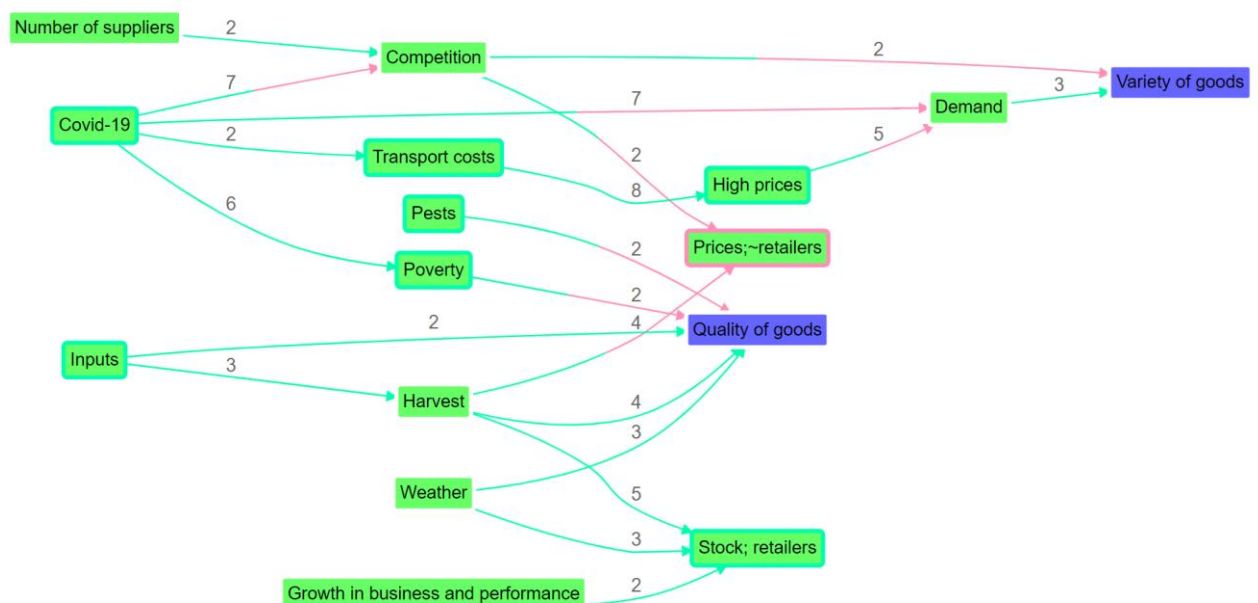 Number of suppliers
2
Competition
2
Variety of goods
7
7
Demand
3
Covid-19
2
Transport costs
2
5
8
High prices
6
Pests
Prices;~retailers
2
Poverty
2
4
Quality of goods
Inputs
2
3
Harvest
4
3
Weather
5
3
Stock; retailers
Growth in business and performance
2